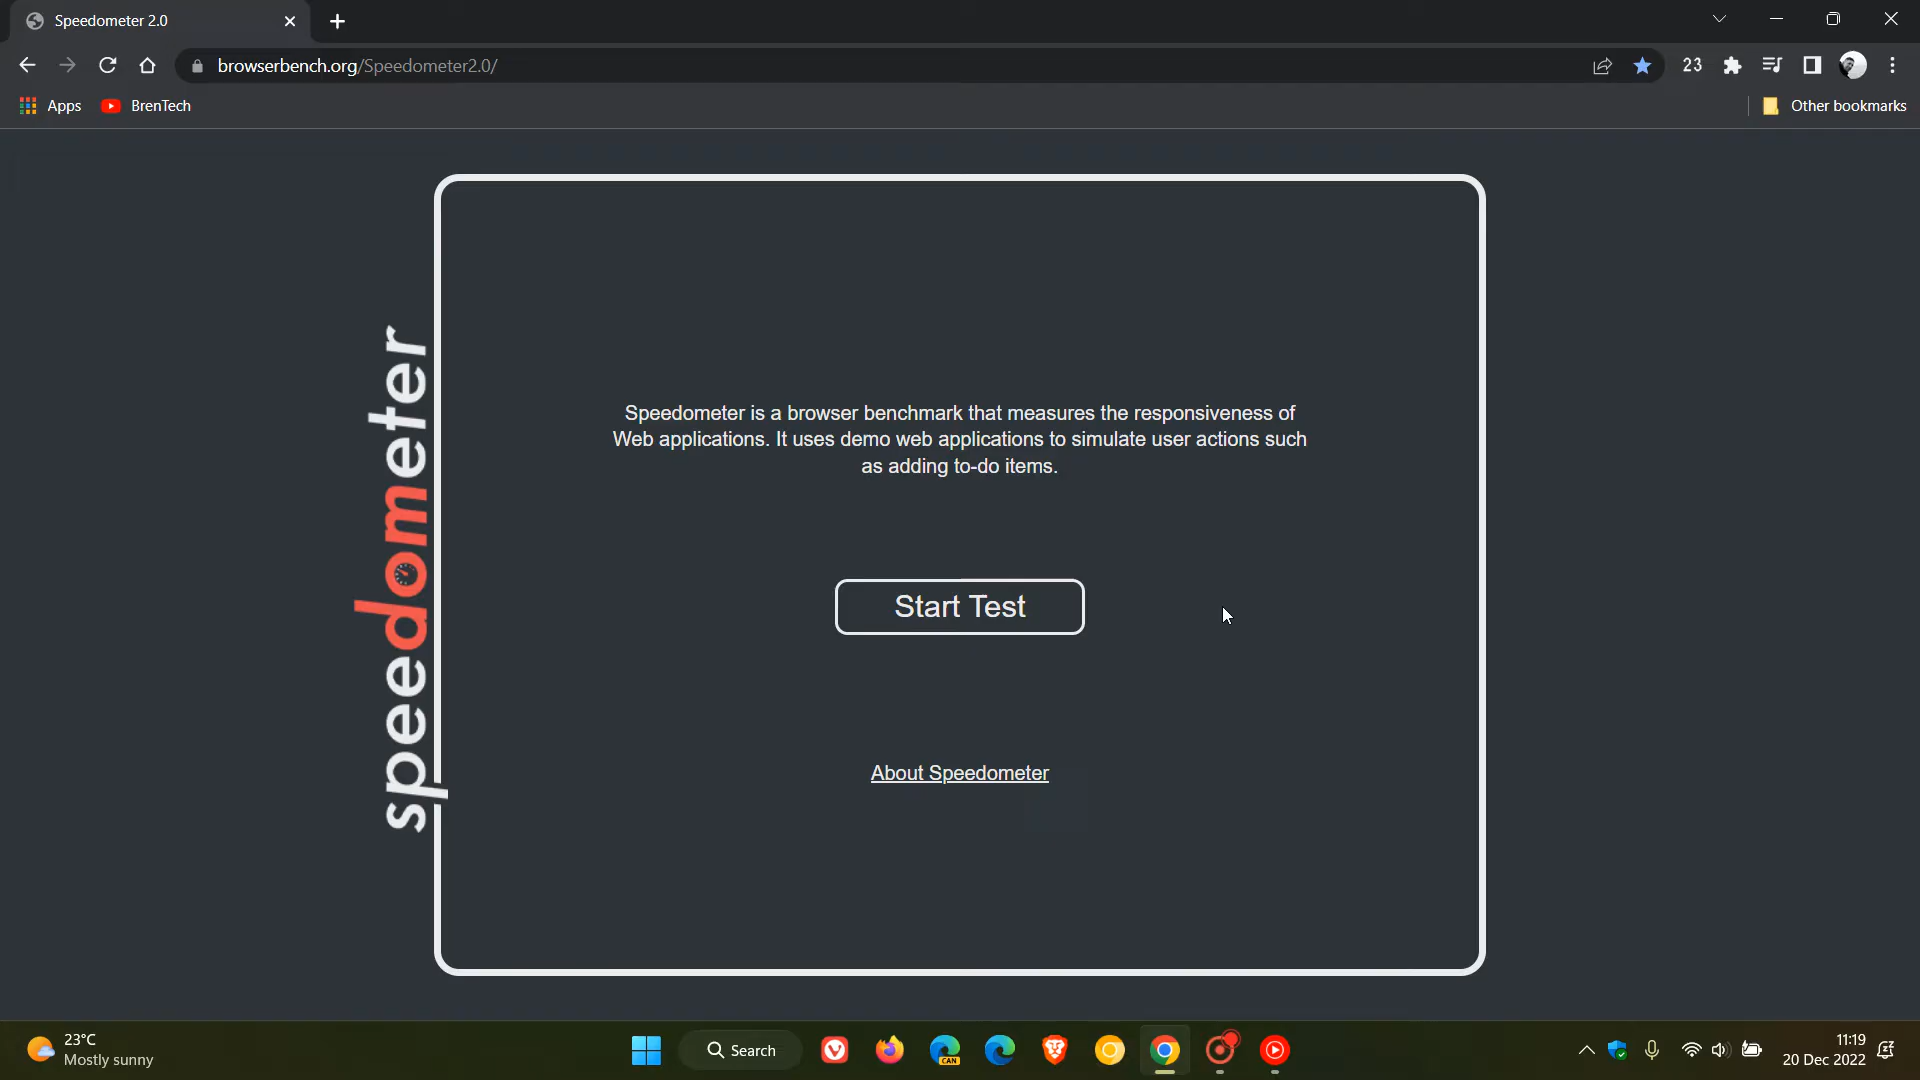 Speedometer 2.0
browserbench.org/Speedometer2.0/
23
Apps
BrenTech
Other bookmarks
speedometer
Speedometer is a browser benchmark that measures the responsiveness of
Web applications. It uses demo web applications to simulate user actions such
as adding to-do items.
Start Test
About Speedometer
23°C
Mostly sunny
Search
CAN
11:19
20 Dec 2022